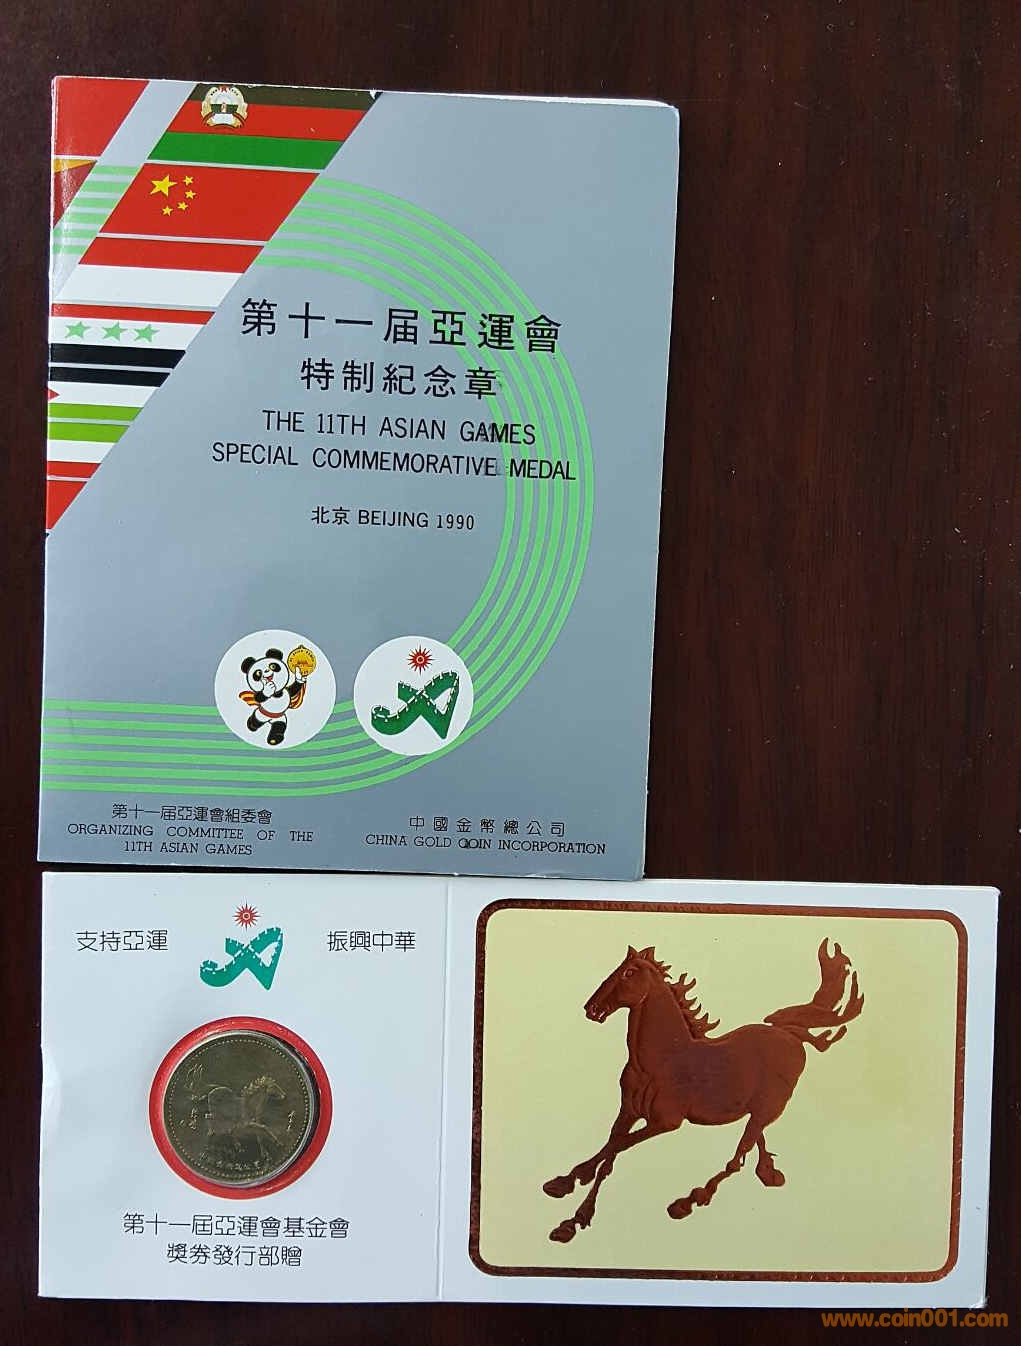 第十一届亞運會
特制紀念章
THE 11TH ASIAN GAMES
SPECIAL COMMEMORATIVE MEDAL
北京 BEIJING 1990
第十一届亞運會組委會
ORGANIZING COMMITTEE OF THE
11TH ASIAN GAMES
中國金幣總公司
CHINA GOLD COIN INCORPORATION
支持亞運
振興中華
第十一屆亞運會基金會
獎券發行部贈
www.coin001.com